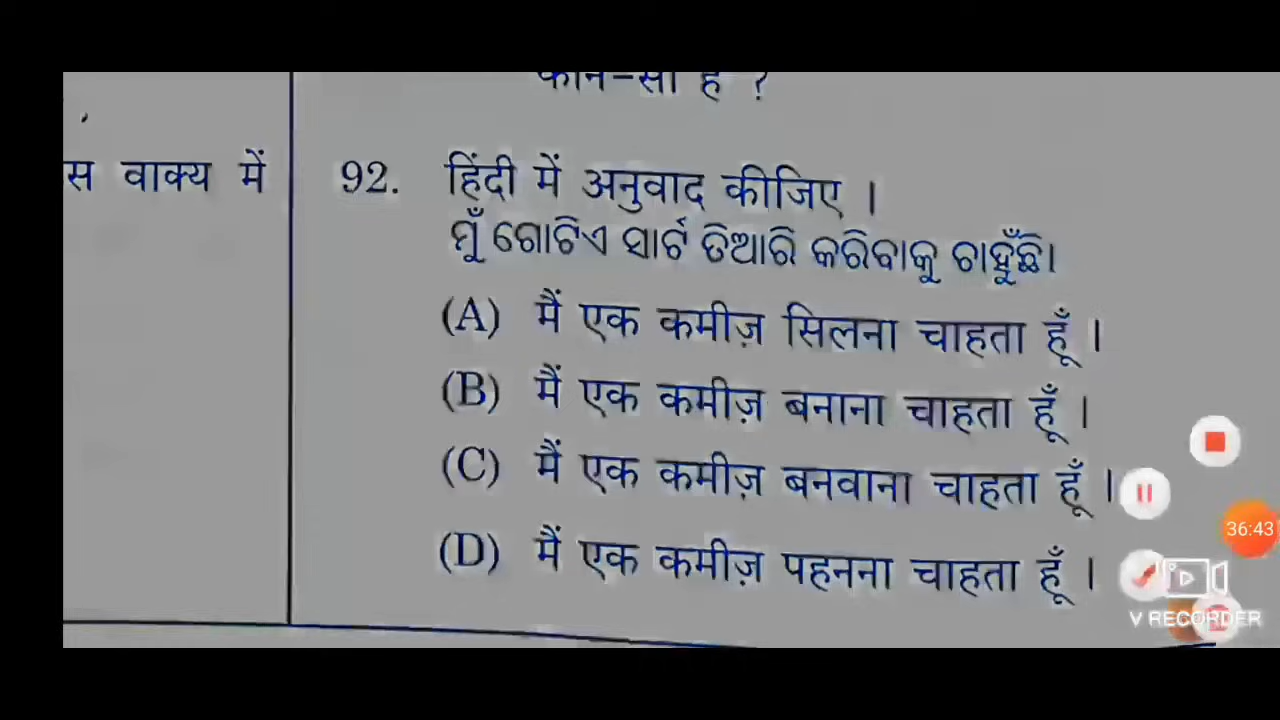 कौन-सा है ?
स वाक्य में
92. हिंदी में अनुवाद कीजिए ।
ମୁଁ ଗୋଟିଏ ସାର୍ଟ ତିଆରି କରିବାକୁ ଚାହୁଁଛି।
(A) मैं एक कमीज़ सिलना चाहता हूँ ।
(B) मैं एक कमीज़ बनाना चाहता हूँ ।
(C) मैं एक कमीज़ बनवाना चाहता हूँ ।
(D) मैं एक कमीज़ पहनना चाहता हूँ ।
36:43
V RECORDER